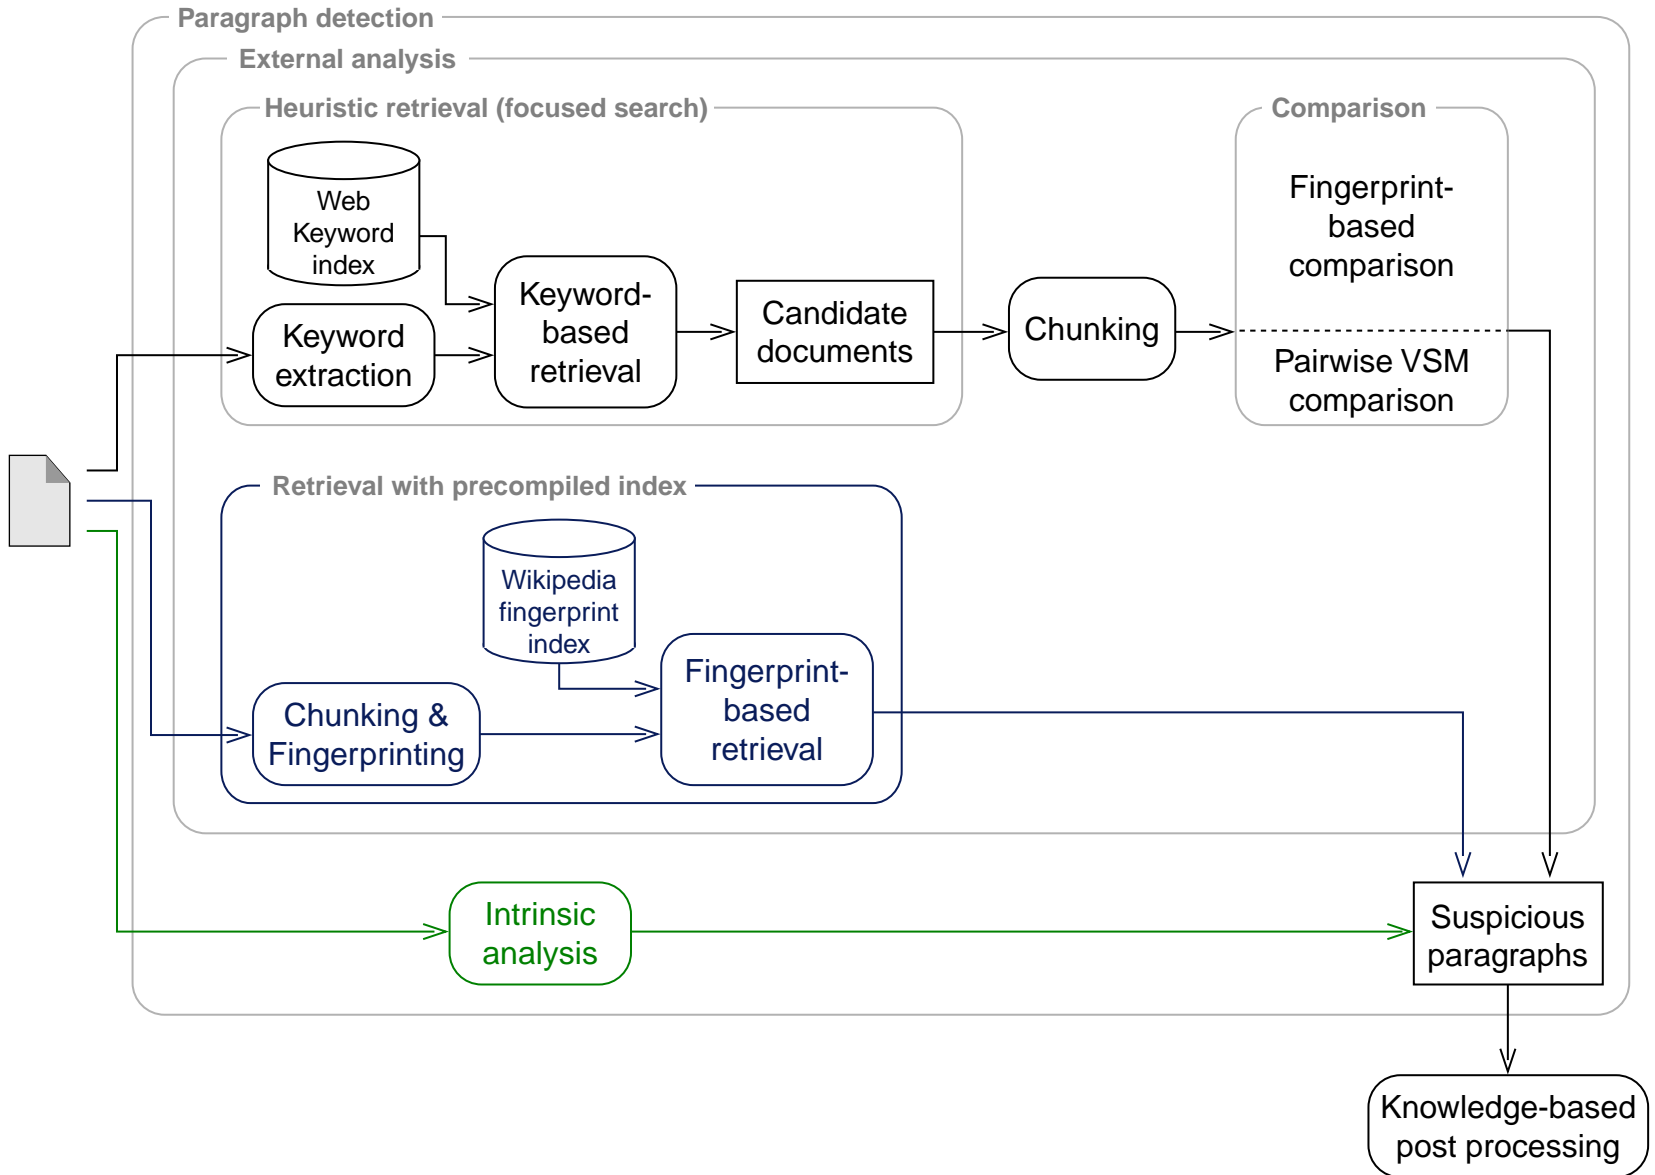 Paragraph detection
External analysis
Heuristic retrieval (focused search)
Comparison
Web
Keyword
index
Keyword
extraction
Keyword-
based
retrieval
Candidate
documents
Chunking
Fingerprint-
based
comparison
Pairwise VSM
comparison
Retrieval with precompiled index
Wikipedia
fingerprint
index
Chunking &
Fingerprinting
Fingerprint-
based
retrieval
Intrinsic
analysis
Suspicious
paragraphs
Knowledge-based
post processing